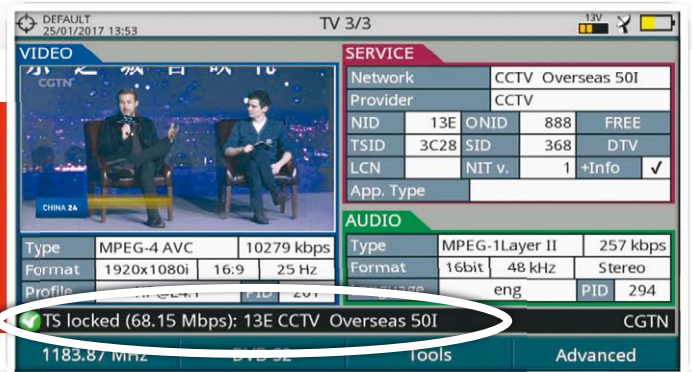 DEFAULT
25/01/2017 13:53
TV 3/3
13V
VIDEO
CGTN
CHINA 24
Type MPEG-4 AVC 10279 kbps
Format 1920x1080i 16:9 25 Hz
Profile PID
SERVICE
Network CCTV Overseas 50I
Provider CCTV
NID 13E ONID 888 FREE
TSID 3C28 SID 368 DTV
LCN NIT v. 1 +Info ✓
App. Type
AUDIO
Type MPEG-1Layer II 257 kbps
Format 16bit 48 kHz Stereo
eng PID 294
TS locked (68.15 Mbps): 13E CCTV Overseas 50I
CGTN
1183.87 MHz Tools Advanced